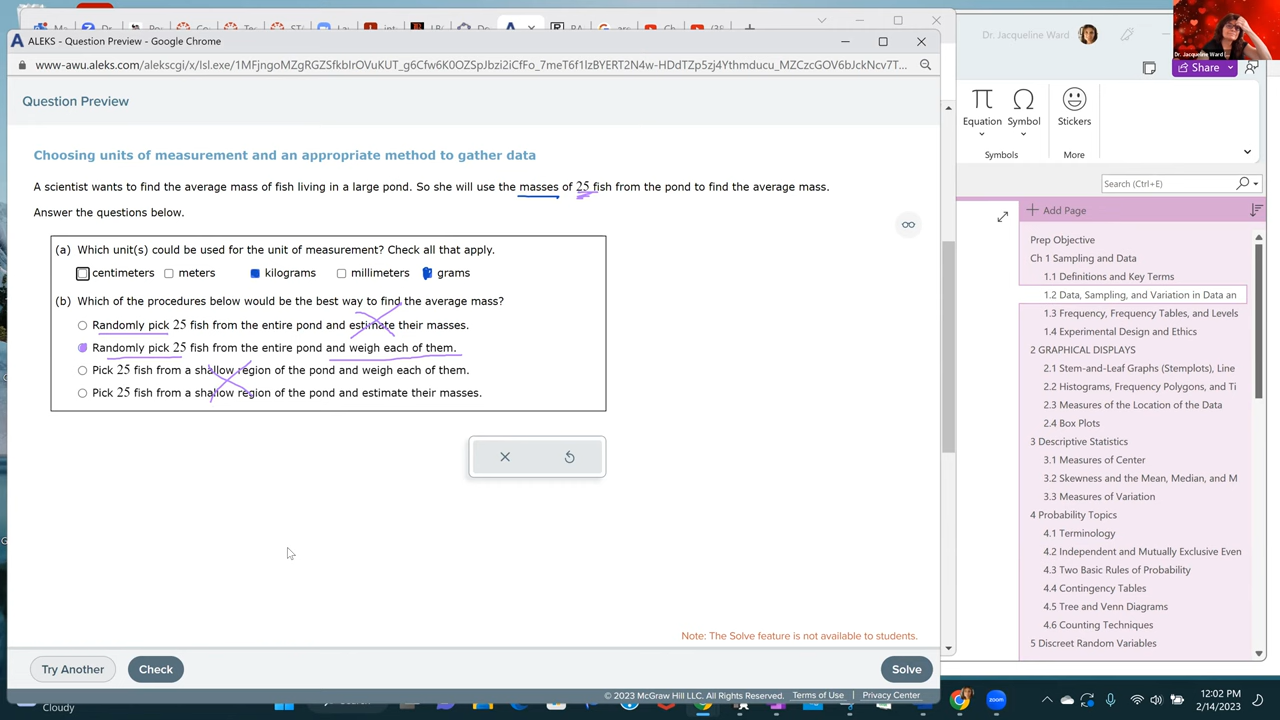 Dr. Jacqueline Ward
ALEKS - Question Preview - Google Chrome
www-awu.aleks.com/alekscgi/x/Isl.exe/
Share
Question Preview
Equation
Symbol
Stickers
Symbols
More
Choosing units of measurement and an appropriate method to gather data
A scientist wants to find the average mass of fish living in a large pond. So she will use the masses of 25 fish from the pond to find the average mass.
Answer the questions below.
Search (Ctrl+E)
Add Page
(a) Which unit(s) could be used for the unit of measurement? Check all that apply.
centimeters meters kilograms millimeters grams
(b) Which of the procedures below would be the best way to find the average mass?
Randomly pick 25 fish from the entire pond and estimate their masses.
Randomly pick 25 fish from the entire pond and weigh each of them.
Pick 25 fish from a shallow region of the pond and weigh each of them.
Pick 25 fish from a shallow region of the pond and estimate their masses.
Prep Objective
Ch 1 Sampling and Data
1.1 Definitions and Key Terms
1.2 Data, Sampling, and Variation in Data an
1.3 Frequency, Frequency Tables, and Levels
1.4 Experimental Design and Ethics
2 GRAPHICAL DISPLAYS
2.1 Stem-and-Leaf Graphs (Stemplots), Line
2.2 Histograms, Frequency Polygons, and Ti
2.3 Measures of the Location of the Data
2.4 Box Plots
3 Descriptive Statistics
3.1 Measures of Center
3.2 Skewness and the Mean, Median, and M
3.3 Measures of Variation
4 Probability Topics
4.1 Terminology
4.2 Independent and Mutually Exclusive Even
4.3 Two Basic Rules of Probability
4.4 Contingency Tables
4.5 Tree and Venn Diagrams
4.6 Counting Techniques
5 Discreet Random Variables
Note: The Solve feature is not available to students.
Try Another
Check
Solve
© 2023 McGraw Hill LLC. All Rights Reserved. Terms of Use | Privacy Center
Cloudy
zoom
12:02 PM
2/14/2023